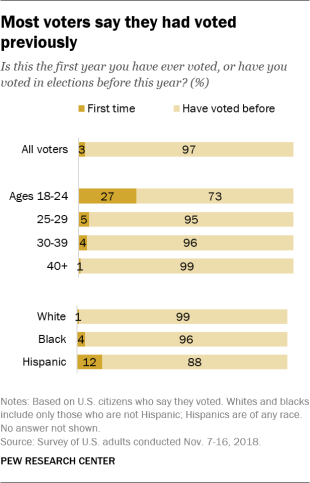 Most voters say they had voted
previously
Is this the first year you have ever voted, or have you
voted in elections before this year? (%)
First time Have voted before
All voters 3 97
Ages 18-24 27 73
25-29 5 95
30-39 4 96
40+ 1 99
White 1 99
Black 4 96
Hispanic 12 88
Notes: Based on U.S. citizens who say they voted. Whites and blacks
include only those who are not Hispanic; Hispanics are of any race.
No answer not shown.
Source: Survey of U.S. adults conducted Nov. 7-16, 2018.
PEW RESEARCH CENTER